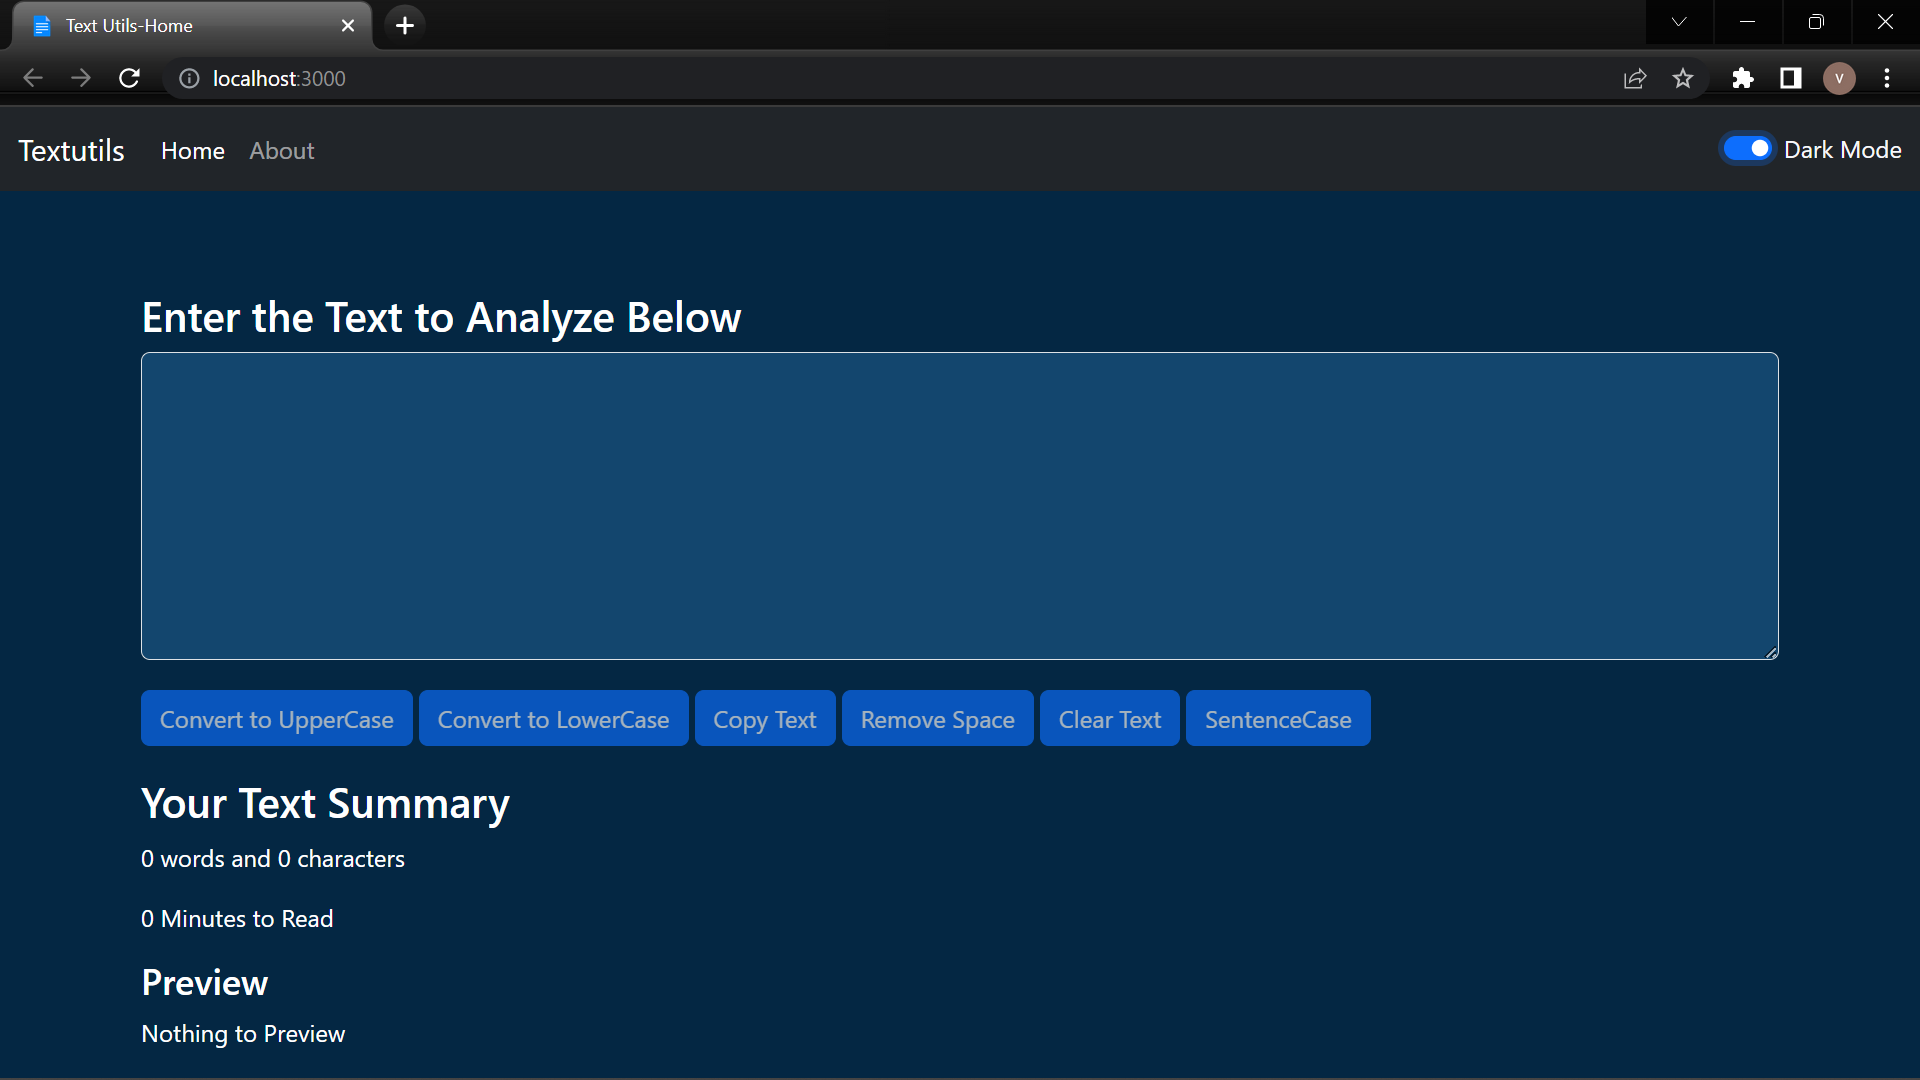 Text Utils-Home
localhost:3000
V
Textutils Home About Dark Mode
Enter the Text to Analyze Below
Convert to UpperCase Convert to LowerCase Copy Text Remove Space Clear Text SentenceCase
Your Text Summary
0 words and 0 characters
0 Minutes to Read
Preview
Nothing to Preview